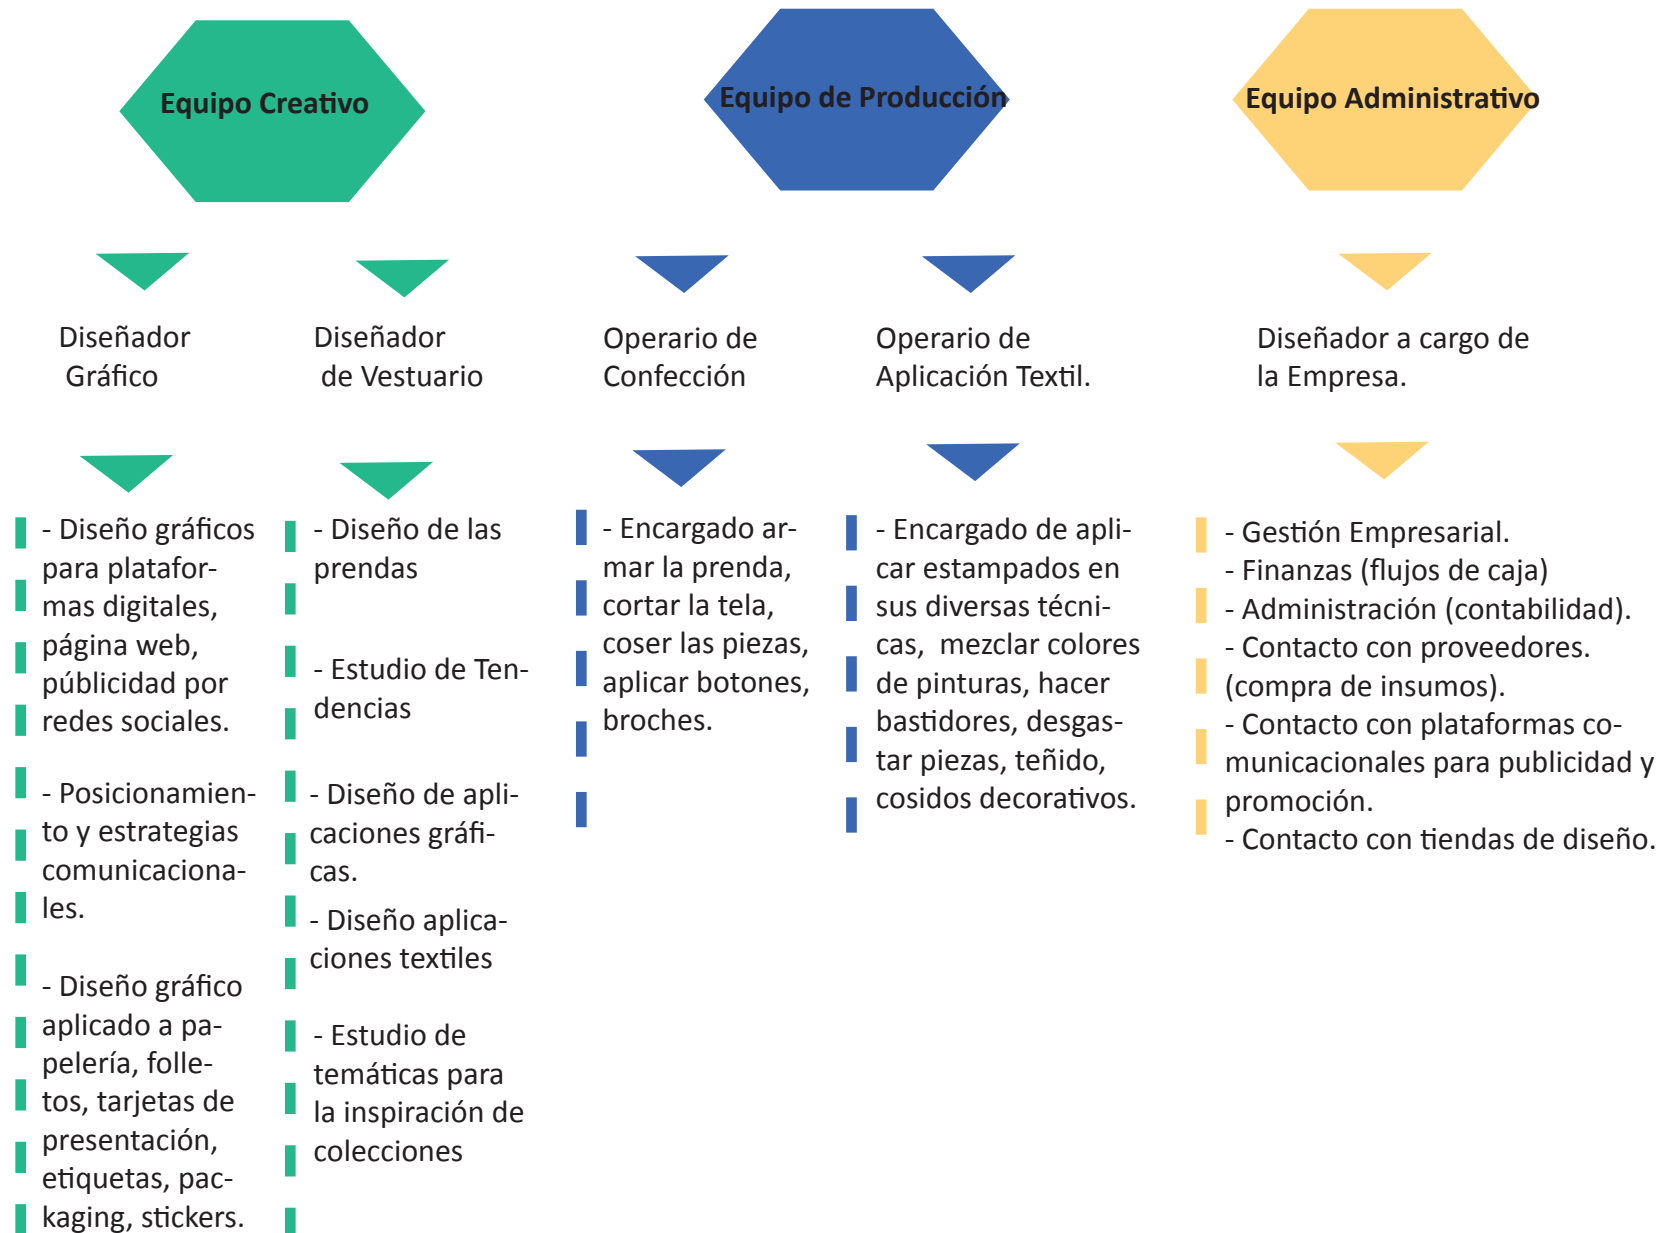 Equipo Creativo
Equipo de Producción
Equipo Administrativo
Diseñador
Gráfico
Diseñador
de Vestuario
Operario de
Confección
Operario de
Aplicación Textil.
Diseñador a cargo de
la Empresa.
- Diseño gráficos
para platafor-
mas digitales,
página web,
públicidad por
redes sociales.
- Posicionamien-
to y estrategias
comunicaciona-
les.
- Diseño gráfico
aplicado a pa-
pelería, folle-
tos, tarjetas de
presentación,
etiquetas, pac-
kaging, stickers.
- Diseño de las
prendas
- Estudio de Ten-
dencias
- Diseño de apli-
caciones gráfi-
cas.
- Diseño aplica-
ciones textiles
- Estudio de
temáticas para
la inspiración de
colecciones
- Encargado ar-
mar la prenda,
cortar la tela,
coser las piezas,
aplicar botones,
broches.
- Encargado de apli-
car estampados en
sus diversas técni-
cas, mezclar colores
de pinturas, hacer
bastidores, desgas-
tar piezas, teñido,
cosidos decorativos.
- Gestión Empresarial.
- Finanzas (flujos de caja)
- Administración (contabilidad).
- Contacto con proveedores.
(compra de insumos).
- Contacto con plataformas co-
municacionales para publicidad y
promoción.
- Contacto con tiendas de diseño.